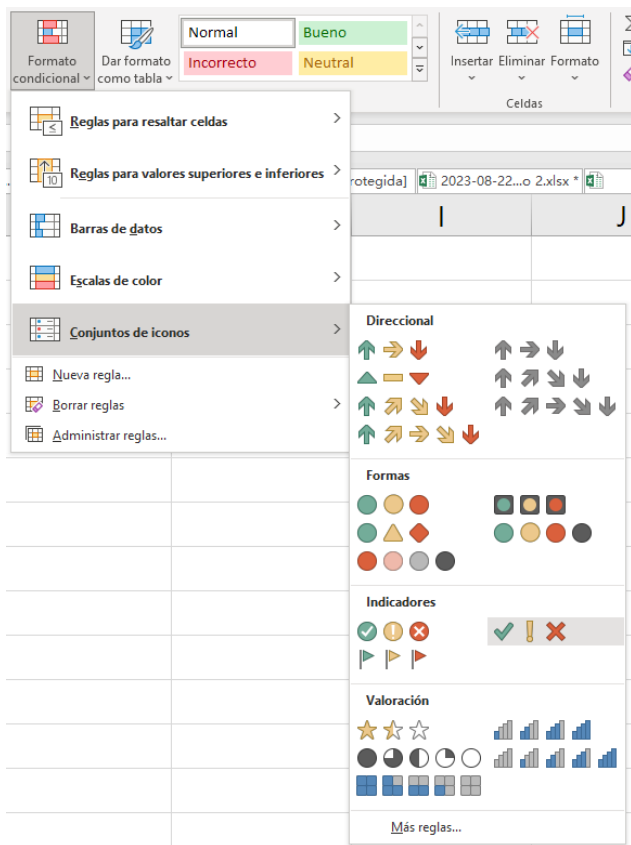 Formato condicional
Dar formato como tabla
Normal
Bueno
Incorrecto
Neutral
Insertar
Eliminar
Formato
Celdas
Reglas para resaltar celdas
Reglas para valores superiores e inferiores
10
Barras de datos
Escalas de color
Conjuntos de iconos
Nueva regla...
Borrar reglas
Administrar reglas...
rotegida]
2023-08-22...o 2.xlsx *
I
J
Direccional
Formas
Indicadores
Valoración
Más reglas...